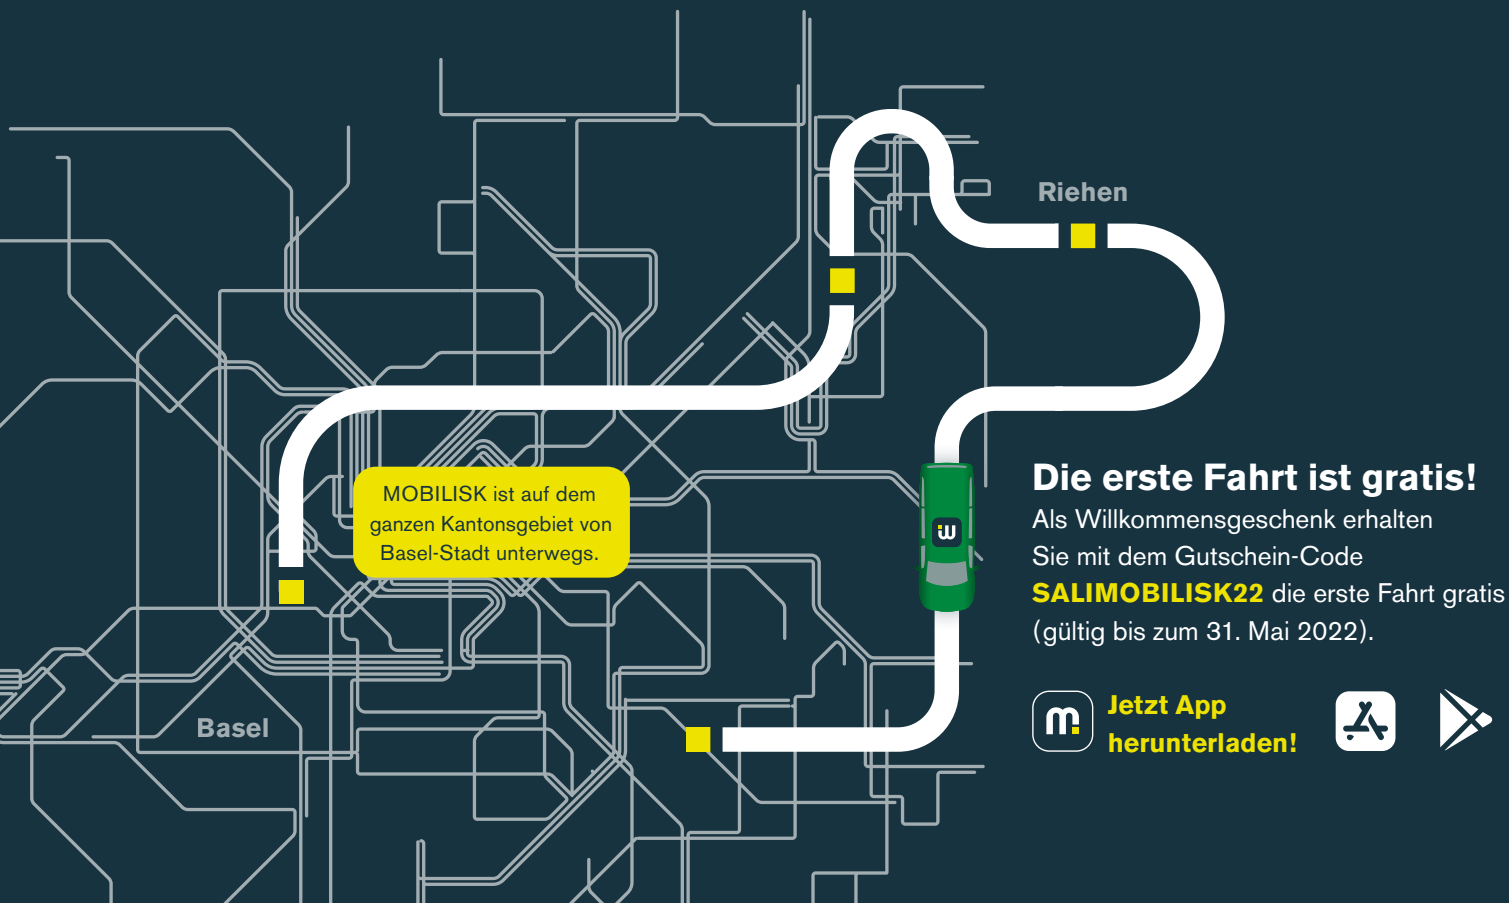 Riehen
MOBILISK ist auf dem
ganzen Kantonsgebiet von
Basel-Stadt unterwegs.
Die erste Fahrt ist gratis!
Als Willkommensgeschenk erhalten
Sie mit dem Gutschein-Code
SALIMOBILISK22 die erste Fahrt gratis
(gültig bis zum 31. Mai 2022).
Basel
m.
Jetzt App
herunterladen!